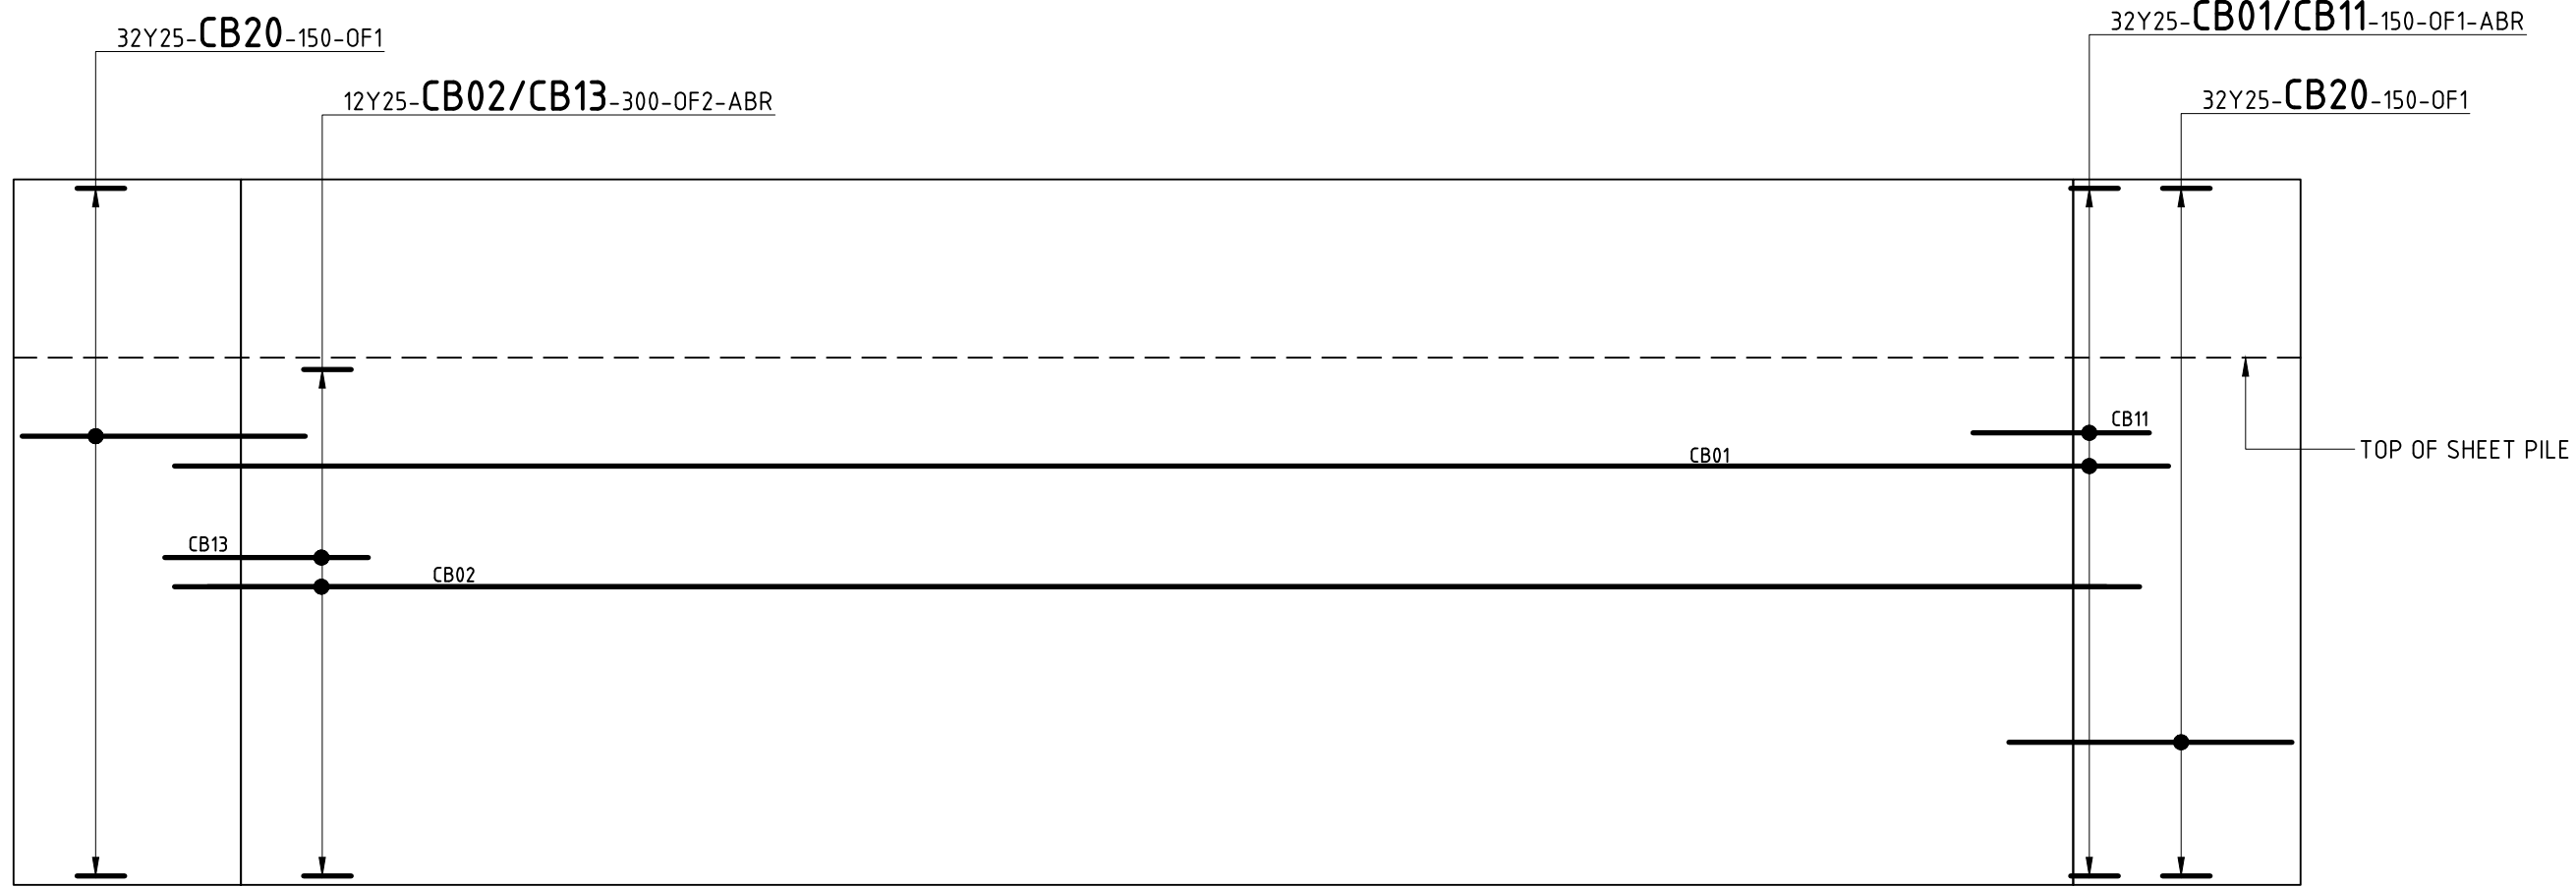 32Y25-CB20-150-OF1
32Y25-CB01/CB11-150-OF1-ABR
12Y25-CB02/CB13-300-OF2-ABR
32Y25-CB20-150-OF1
CB11
TOP OF SHEET PILE
CB01
CB13
CB02